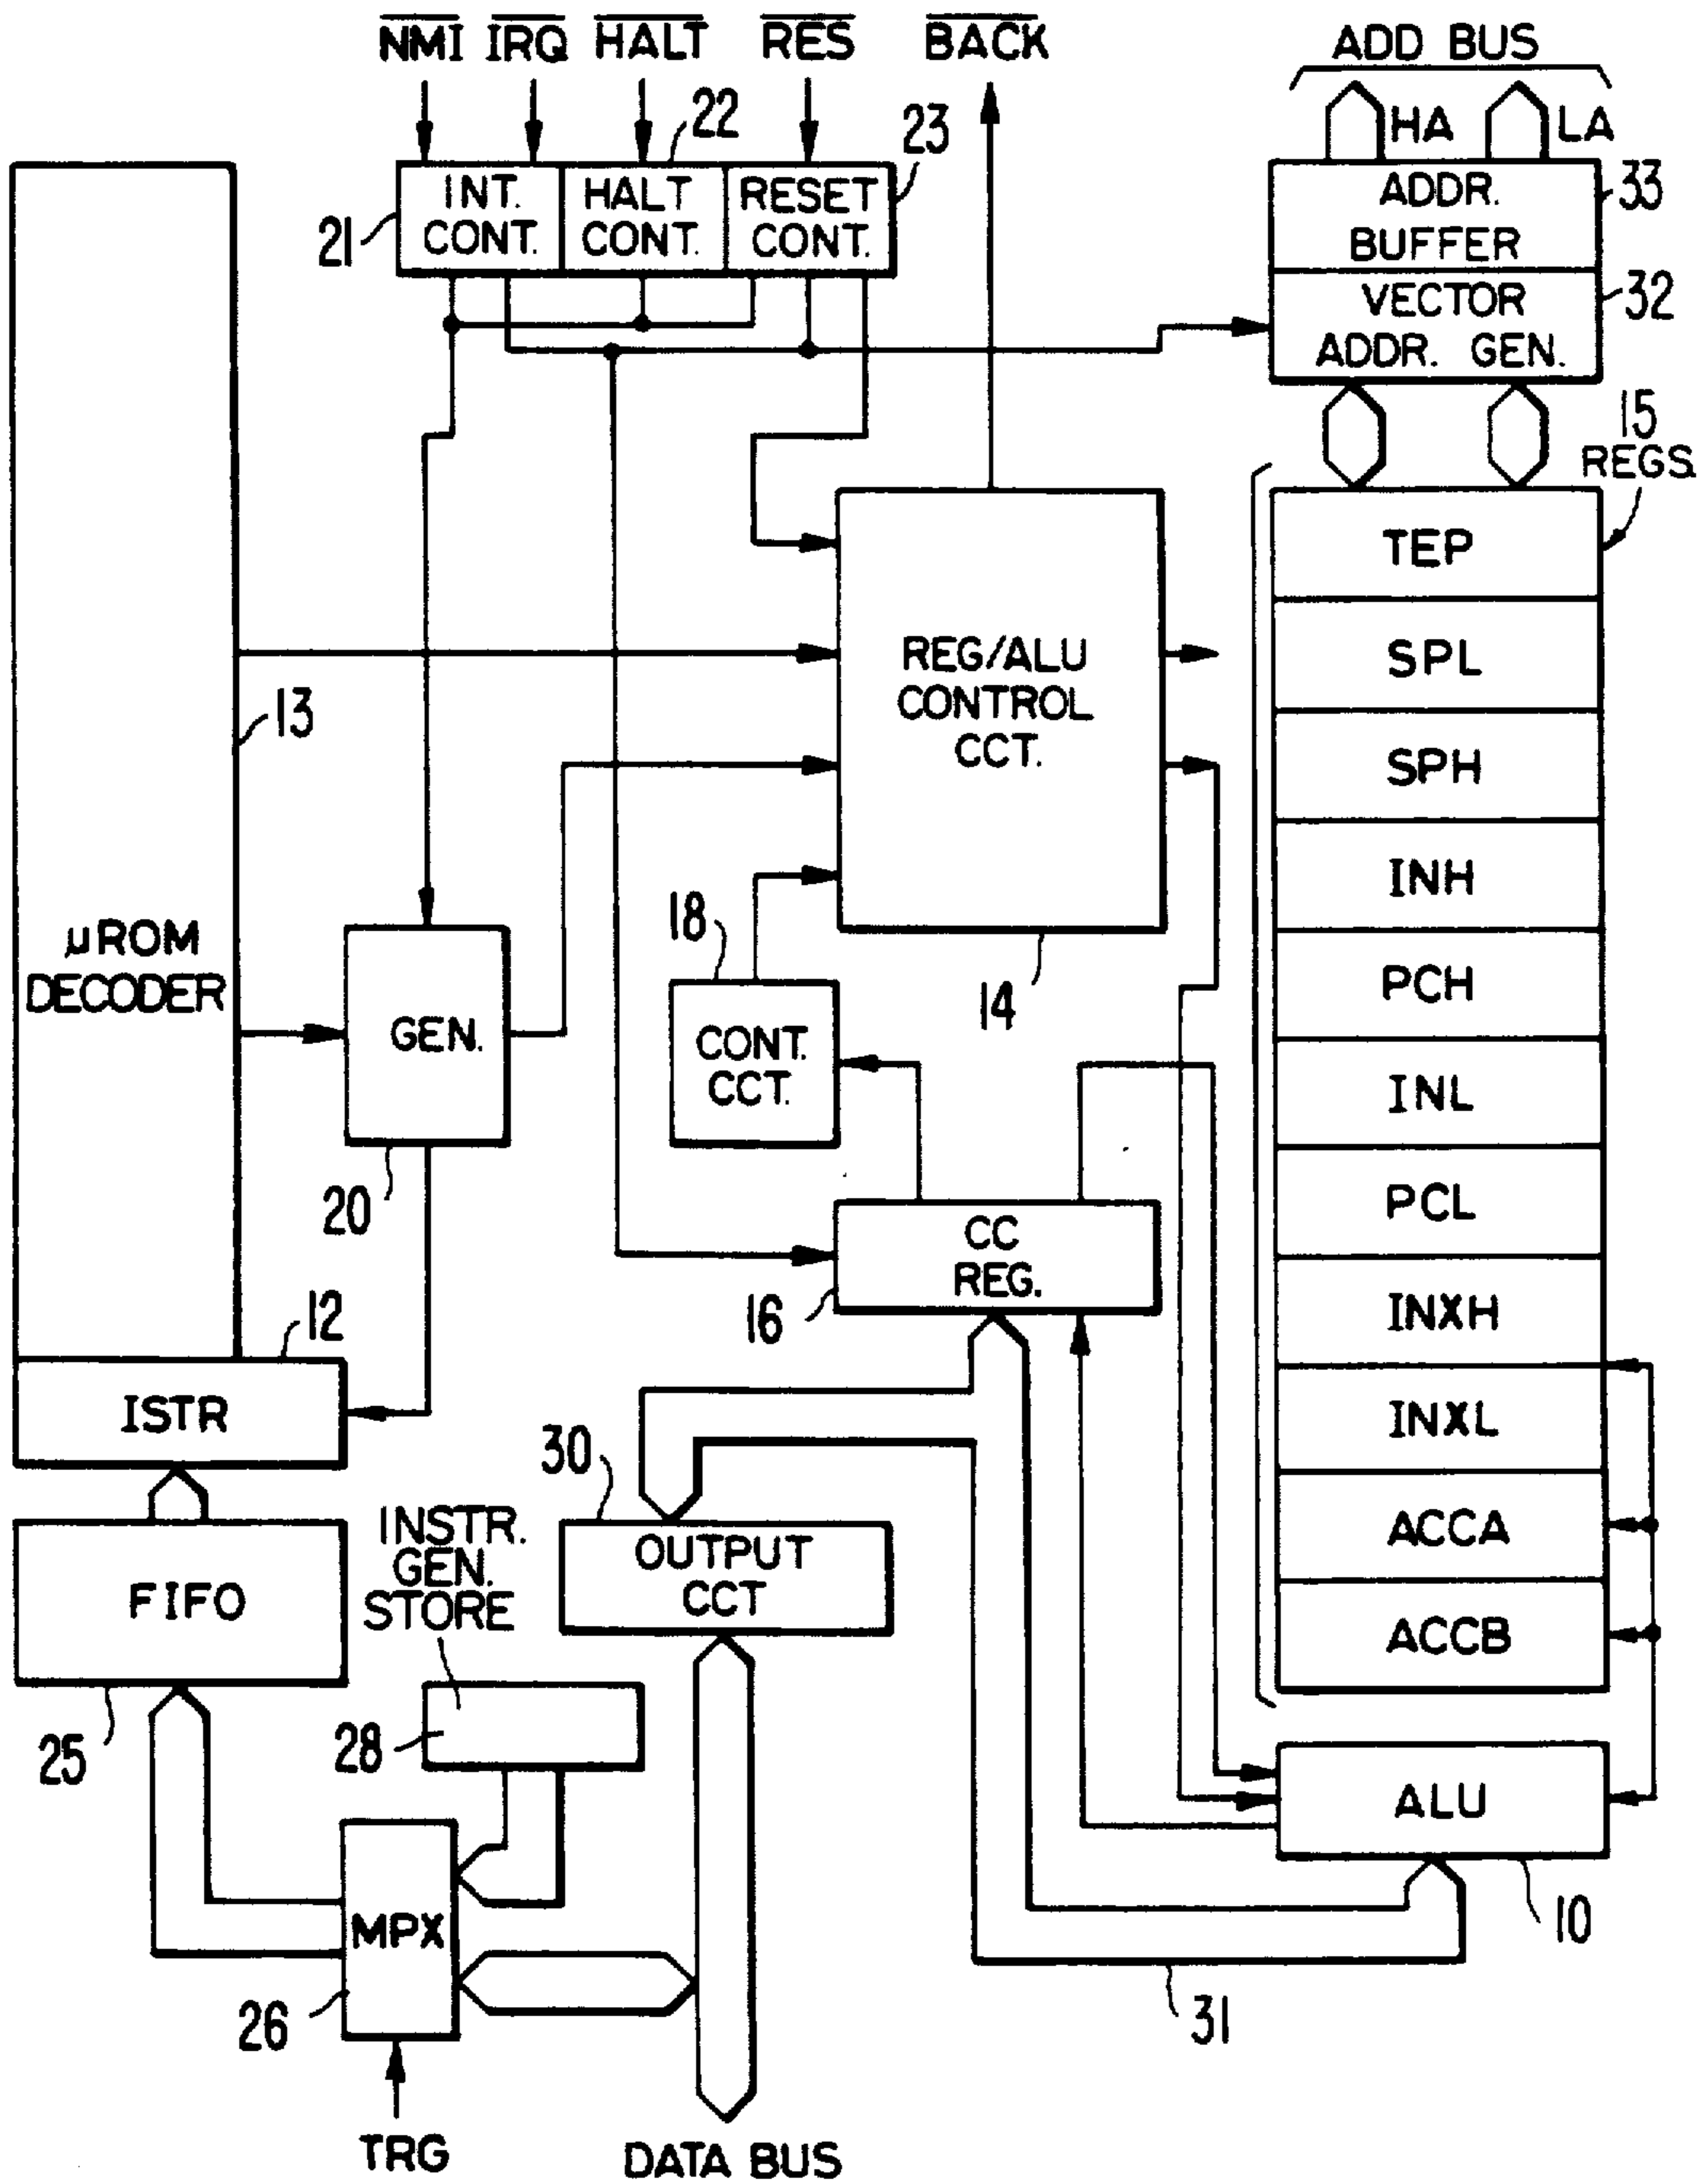 NMI IRQ HALT RES BACK ADD BUS
HA LA
22 23
INT.
CONT.
HALT
CONT.
RESET
CONT.
21
ADDR.
BUFFER
33
VECTOR
ADDR. GEN.
32
15
REGS.
TEP
SPL
SPH
INH
PCH
INL
PCL
INXH
INXL
ACCA
ACCB
REG/ALU
CONTROL
CCT.
14
13
μROM
DECODER
GEN.
20
18
CONT.
CCT.
CC
REG.
16
12
ISTR
30
OUTPUT
CCT
INSTR.
GEN.
STORE
FIFO
25
28
ALU
10
MPX
26
31
TRG
DATA BUS